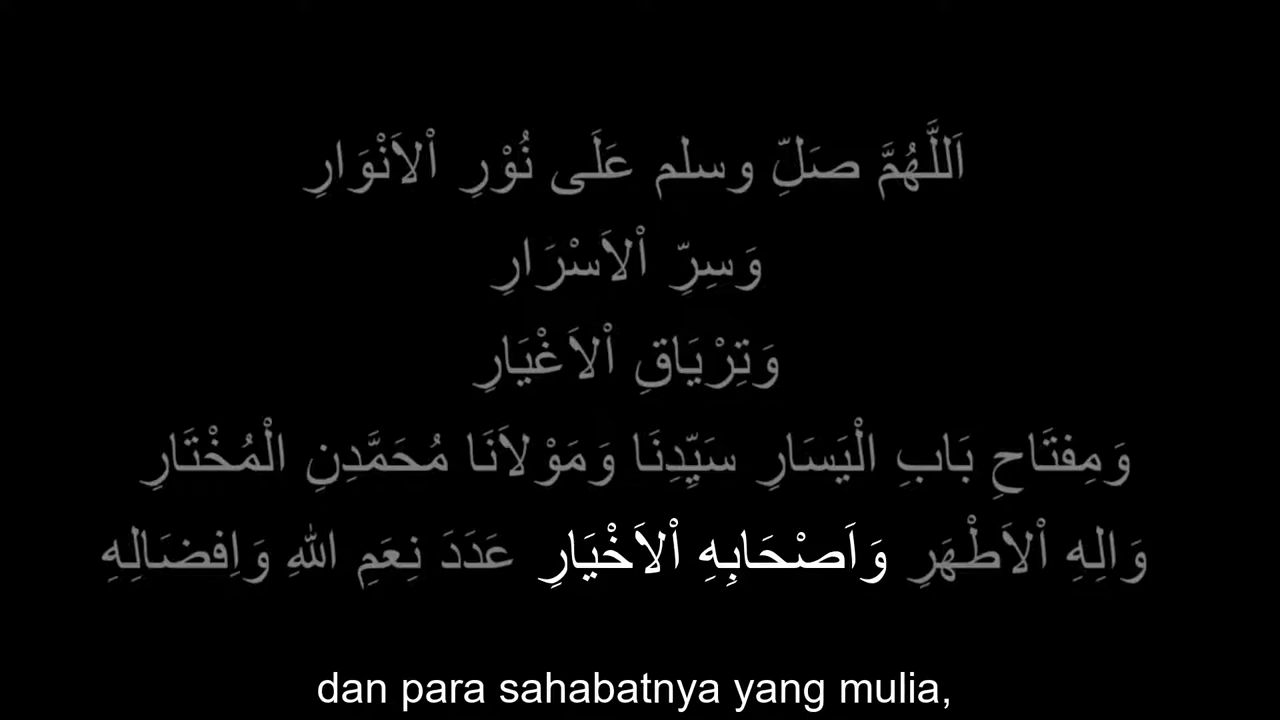 اَللَّهُمَّ صَلِّ وسلم عَلَى نُوْرِ اْلاَنْوَارِ
وَسِرِّ اْلاَسْرَارِ
وَتِرْيَاقِ اْلاَغْيَارِ
وَمِفتَاحِ بَابِ الْيَسَارِ سَيِّدِنَا وَمَوْلاَنَا مُحَمَّدِنِ الْمُخْتَارِ
وَالِهِ اْلاَطْهَرِ وَاَصْحَابِهِ اْلاَخْيَارِ عَدَدَ نِعَمِ اللهِ وَاِفضَالِهِ
dan para sahabatnya yang mulia,